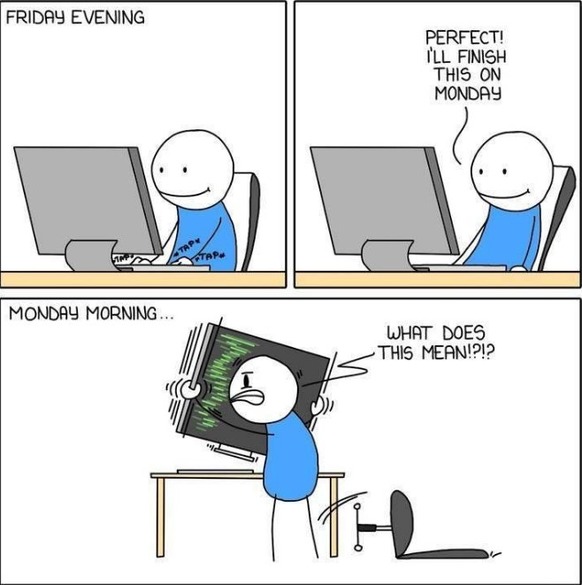 FRIDAY EVENING
PERFECT!
I'LL FINISH
THIS ON
MONDAY
*TAP*
*TAP*
*TAP*
MONDAY MORNING...
WHAT DOES
THIS MEAN!?!?